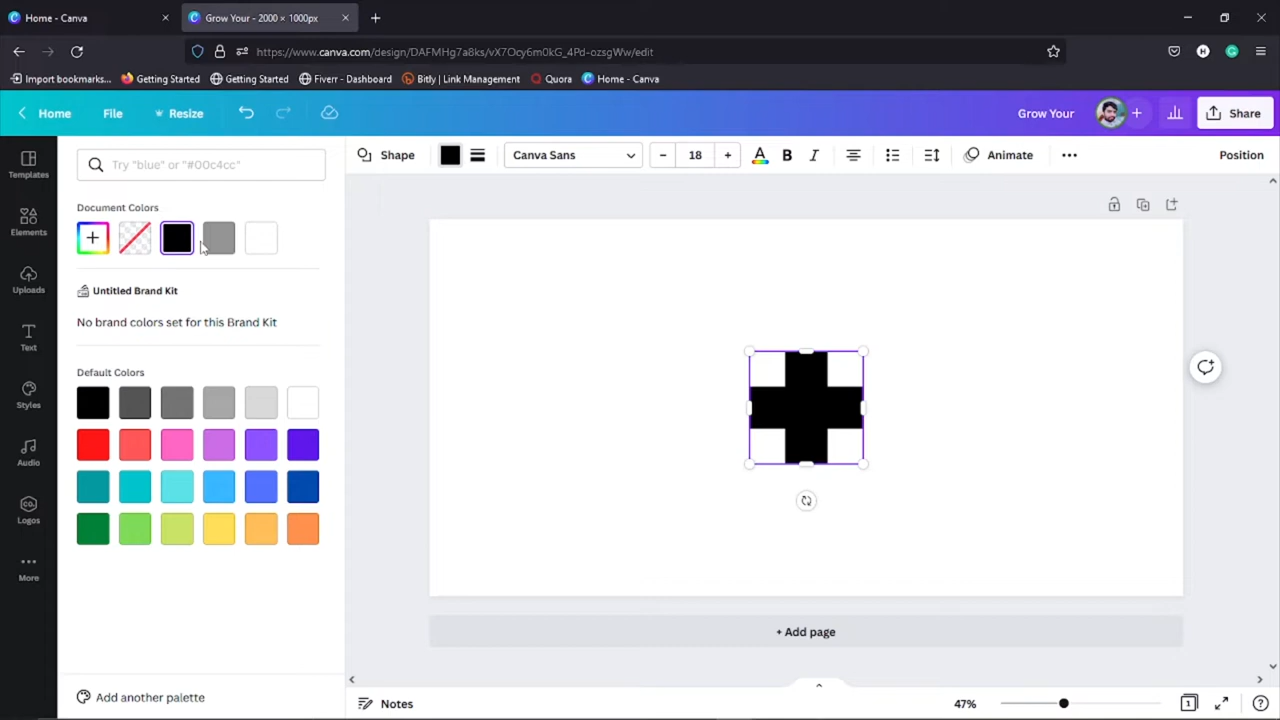 Home - Canva
Grow Your - 2000 × 1000px
https://www.canva.com/design/DAFMHg7a8ks/vX7Ocy6m0kG_4Pd-ozsgWw/edit
Import bookmarks...
Getting Started
Getting Started
Fiverr - Dashboard
Bitly | Link Management
Quora
Home - Canva
Home
File
Resize
Grow Your
Share
Templates
Elements
Uploads
Text
Styles
Audio
Logos
More
Try "blue" or "#00c4cc"
Document Colors
Untitled Brand Kit
No brand colors set for this Brand Kit
Default Colors
Add another palette
Shape
Canva Sans
18
Animate
Position
+ Add page
Notes
47%
1